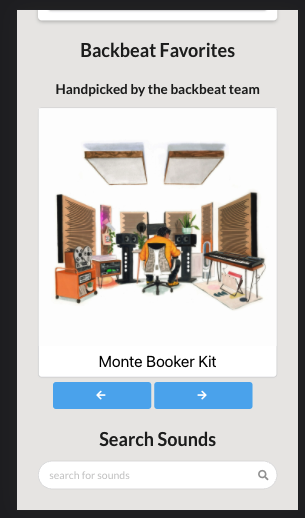 Backbeat Favorites
Handpicked by the backbeat team
Monte Booker Kit
Search Sounds
search for sounds